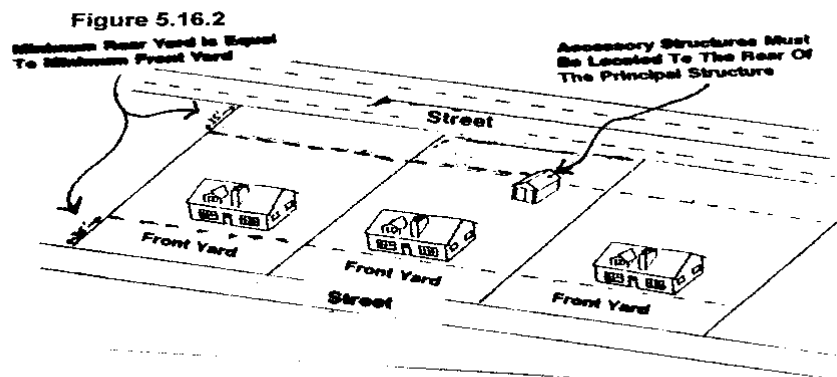 Figure 5.16.2
Minimum Rear Yard is Equal
To Minimum Front Yard
Accessory Structures Must
Be Located To The Rear Of
The Principal Structure
Street
Front Yard
Front Yard
Front Yard
Street